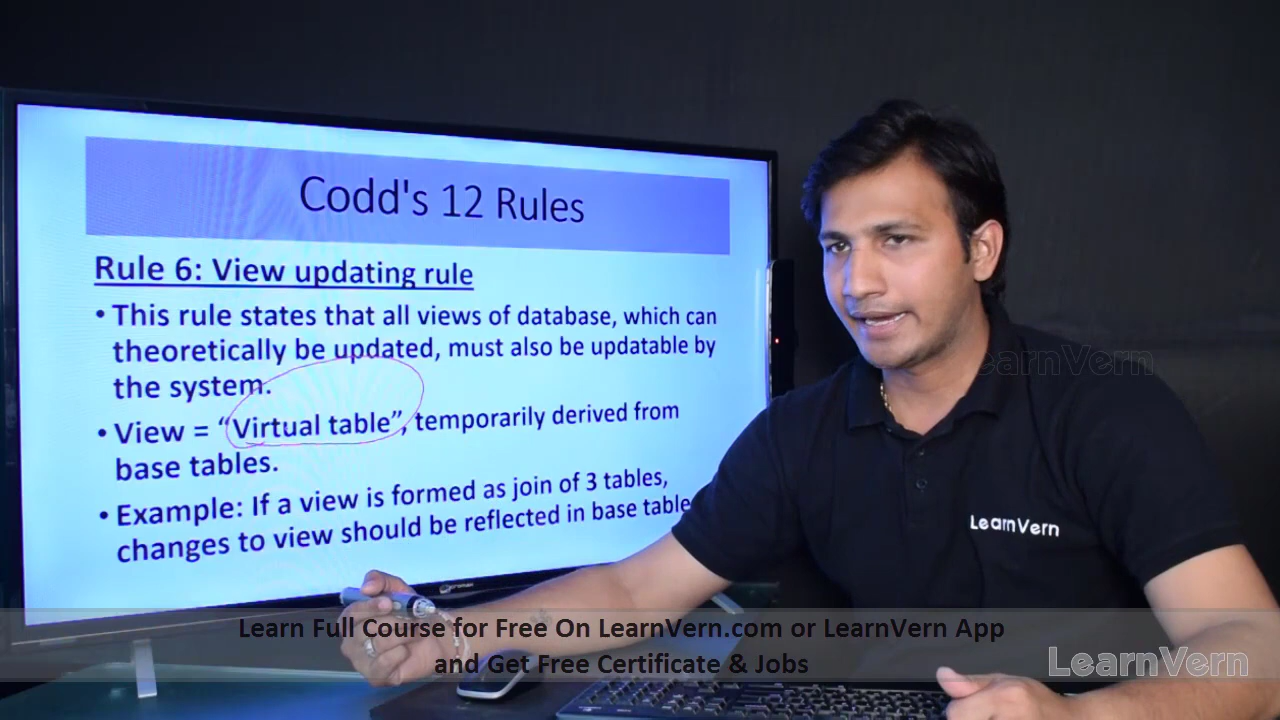 Codd's 12 Rules
Rule 6: View updating rule
• This rule states that all views of database, which can
theoretically be updated, must also be updatable by
the system.
• View = “Virtual table”, temporarily derived from
base tables.
• Example: If a view is formed as join of 3 tables,
changes to view should be reflected in base table
LearnVern
LearnVern
Learn Full Course for Free On LearnVern.com or LearnVern App
and Get Free Certificate & Jobs
LearnVern